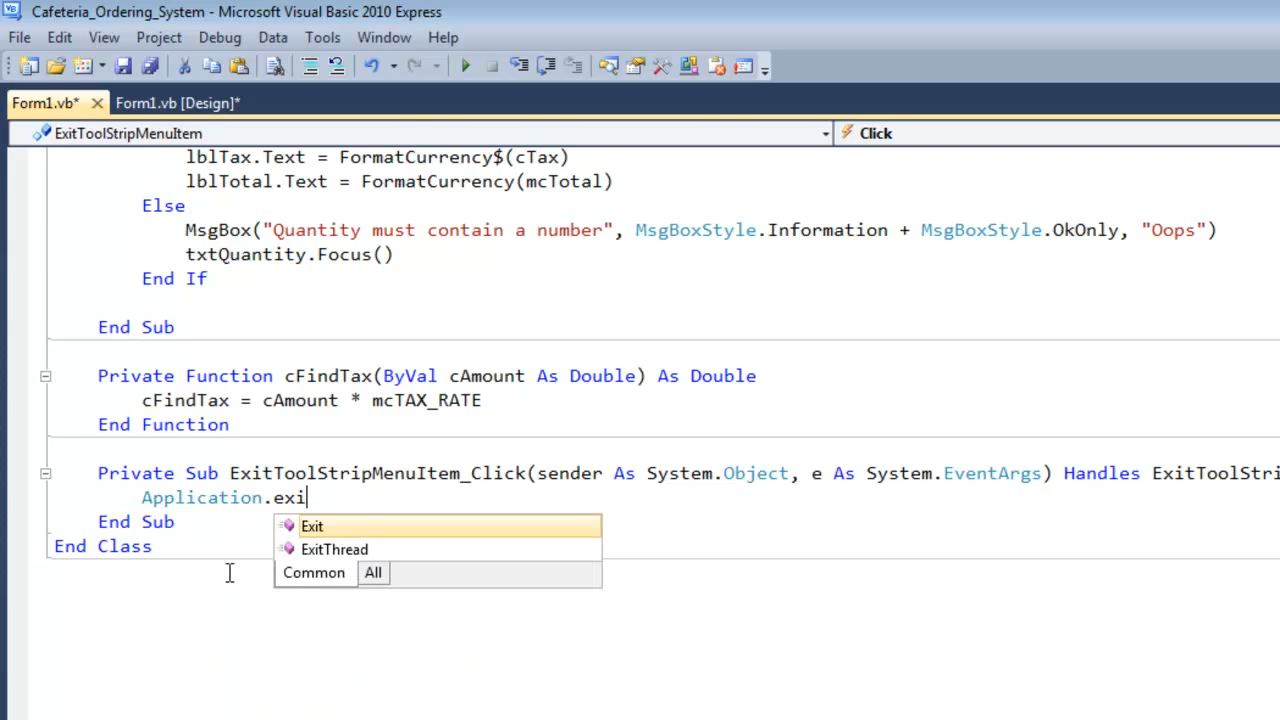 Cafeteria_Ordering_System - Microsoft Visual Basic 2010 Express
File Edit View Project Debug Data Tools Window Help
Form1.vb* Form1.vb [Design]*
ExitToolStripMenuItem Click
lblTax.Text = FormatCurrency$(cTax)
lblTotal.Text = FormatCurrency(mcTotal)
Else
MsgBox("Quantity must contain a number", MsgBoxStyle.Information + MsgBoxStyle.OkOnly, "Oops")
txtQuantity.Focus()
End If
End Sub
Private Function cFindTax(ByVal cAmount As Double) As Double
cFindTax = cAmount * mcTAX_RATE
End Function
Private Sub ExitToolStripMenuItem_Click(sender As System.Object, e As System.EventArgs) Handles ExitToolStri
Application.exi
End Sub
Exit
End Class
ExitThread
Common All